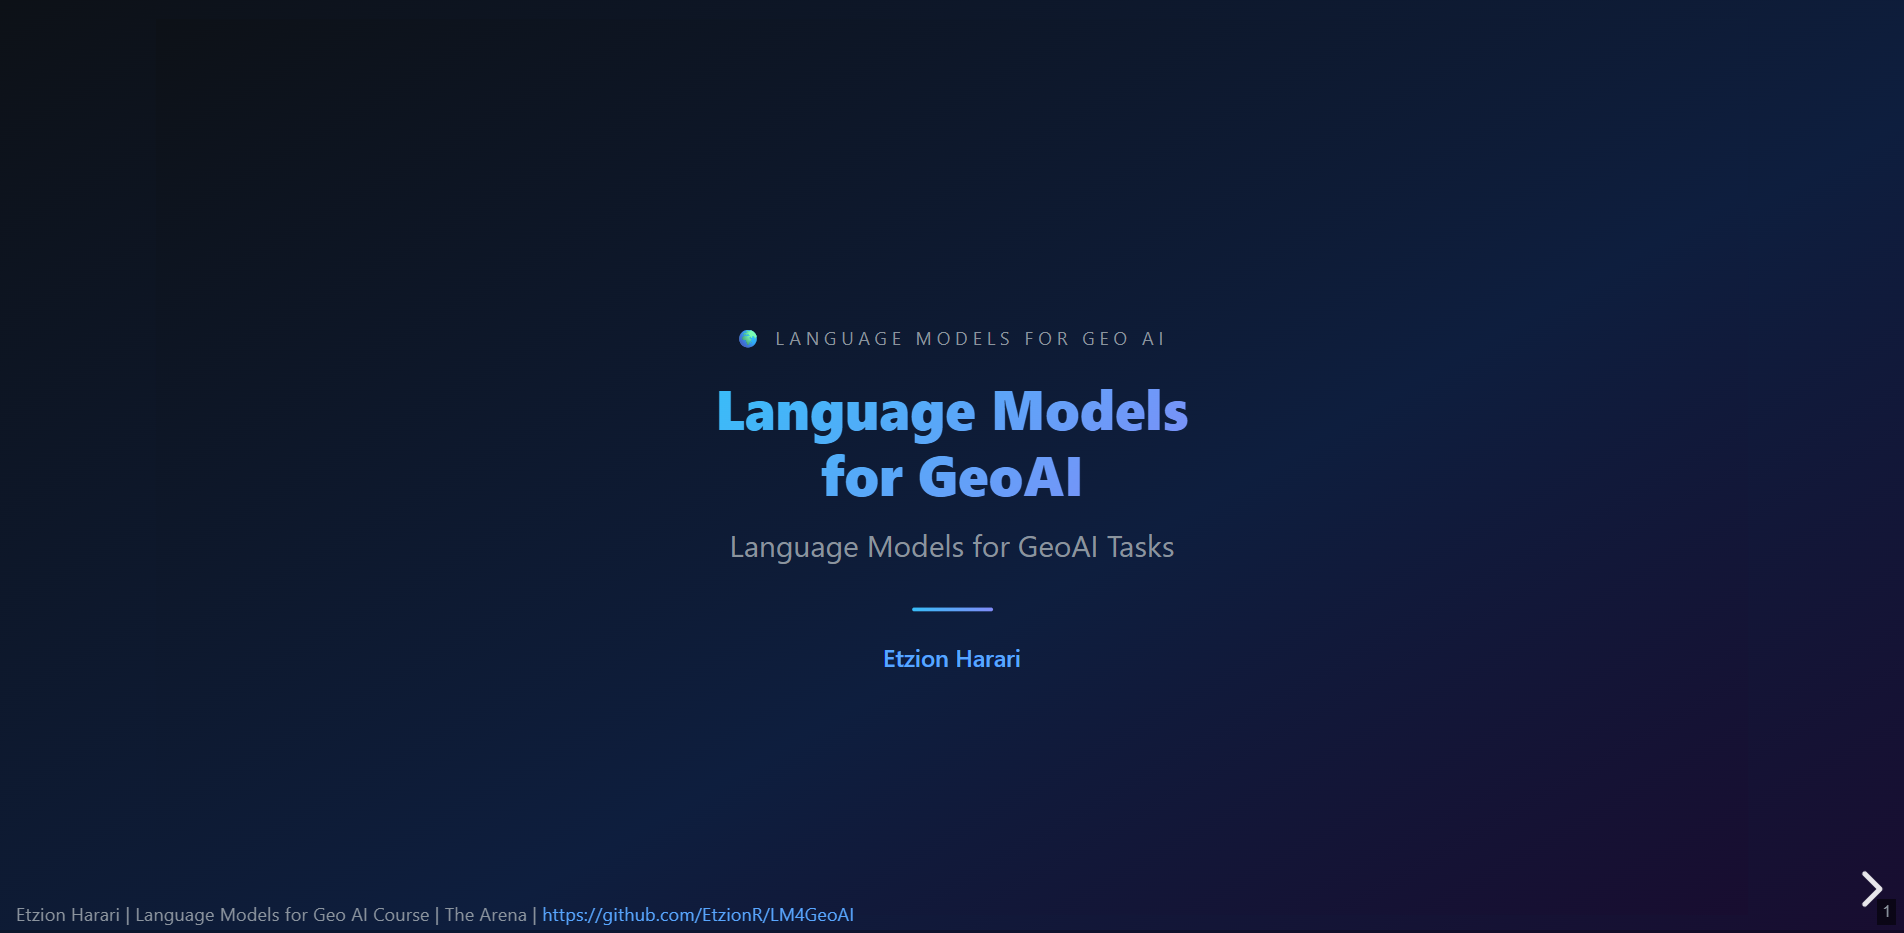 LANGUAGE MODELS FOR GEO AI
Language Models
for GeoAI
Language Models for GeoAI Tasks
Etzion Harari
Etzion Harari | Language Models for Geo AI Course | The Arena | https://github.com/EtzionR/LM4GeoAI
1